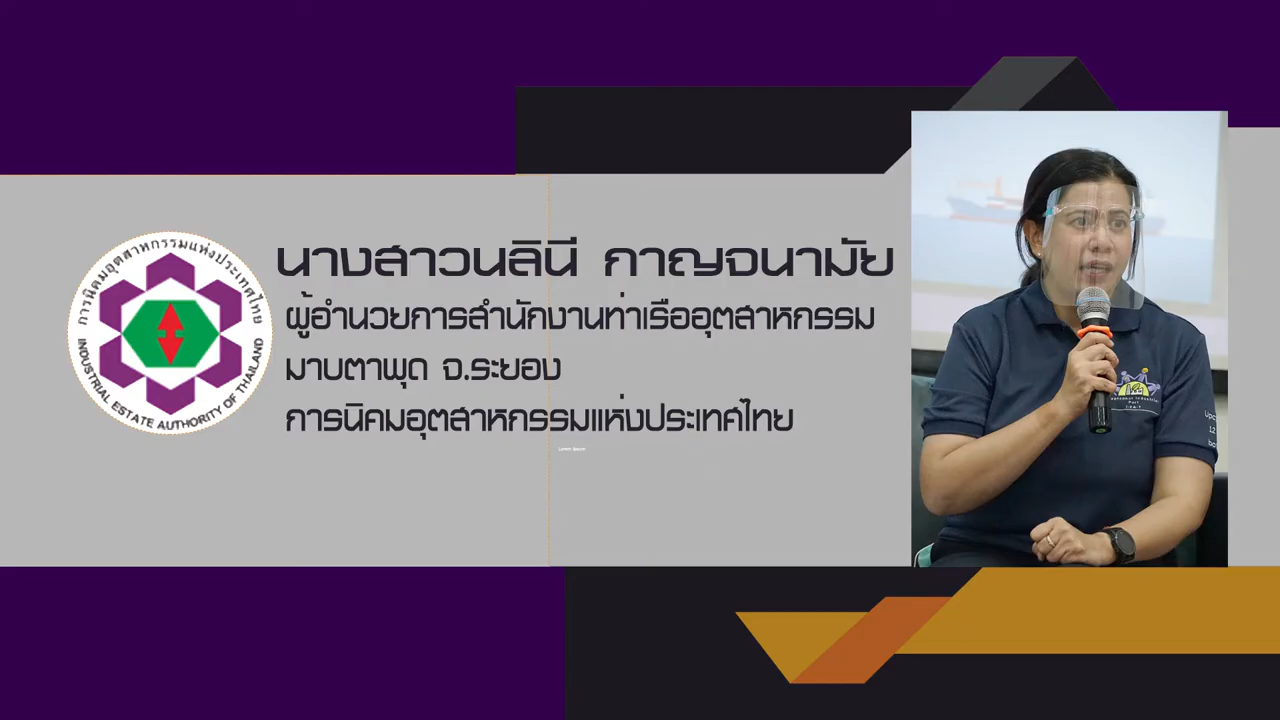 การนิคมอุตสาหกรรมแห่งประเทศไทย
INDUSTRIAL ESTATE AUTHORITY OF THAILAND
นางสาวนลินี กาญจนามัย
ผู้อำนวยการสำนักงานท่าเรืออุตสาหกรรม
มาบตาพุด จ.ระยอง
การนิคมอุตสาหกรรมแห่งประเทศไทย
Lorem Ipsum